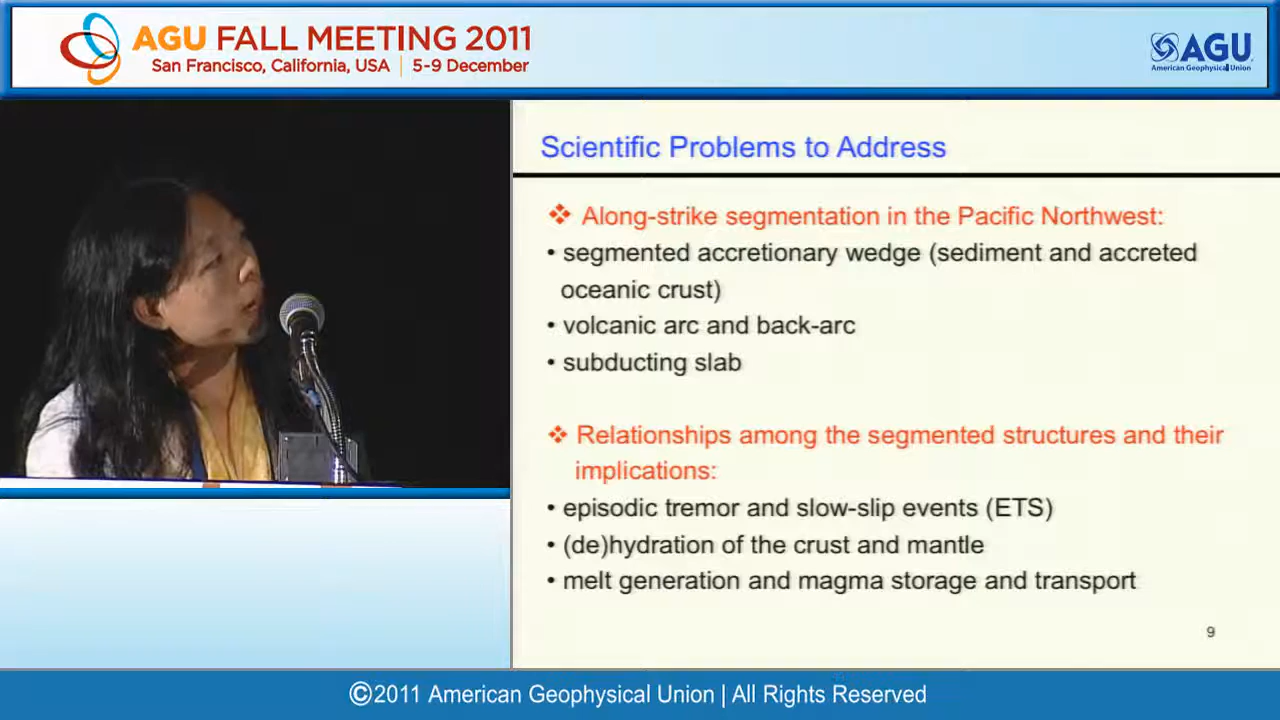 AGU FALL MEETING 2011
San Francisco, California, USA | 5-9 December
AGU
American Geophysical Union
Scientific Problems to Address
❖ Along-strike segmentation in the Pacific Northwest:
• segmented accretionary wedge (sediment and accreted
oceanic crust)
• volcanic arc and back-arc
• subducting slab
❖ Relationships among the segmented structures and their
implications:
• episodic tremor and slow-slip events (ETS)
• (de)hydration of the crust and mantle
• melt generation and magma storage and transport
9
©2011 American Geophysical Union | All Rights Reserved